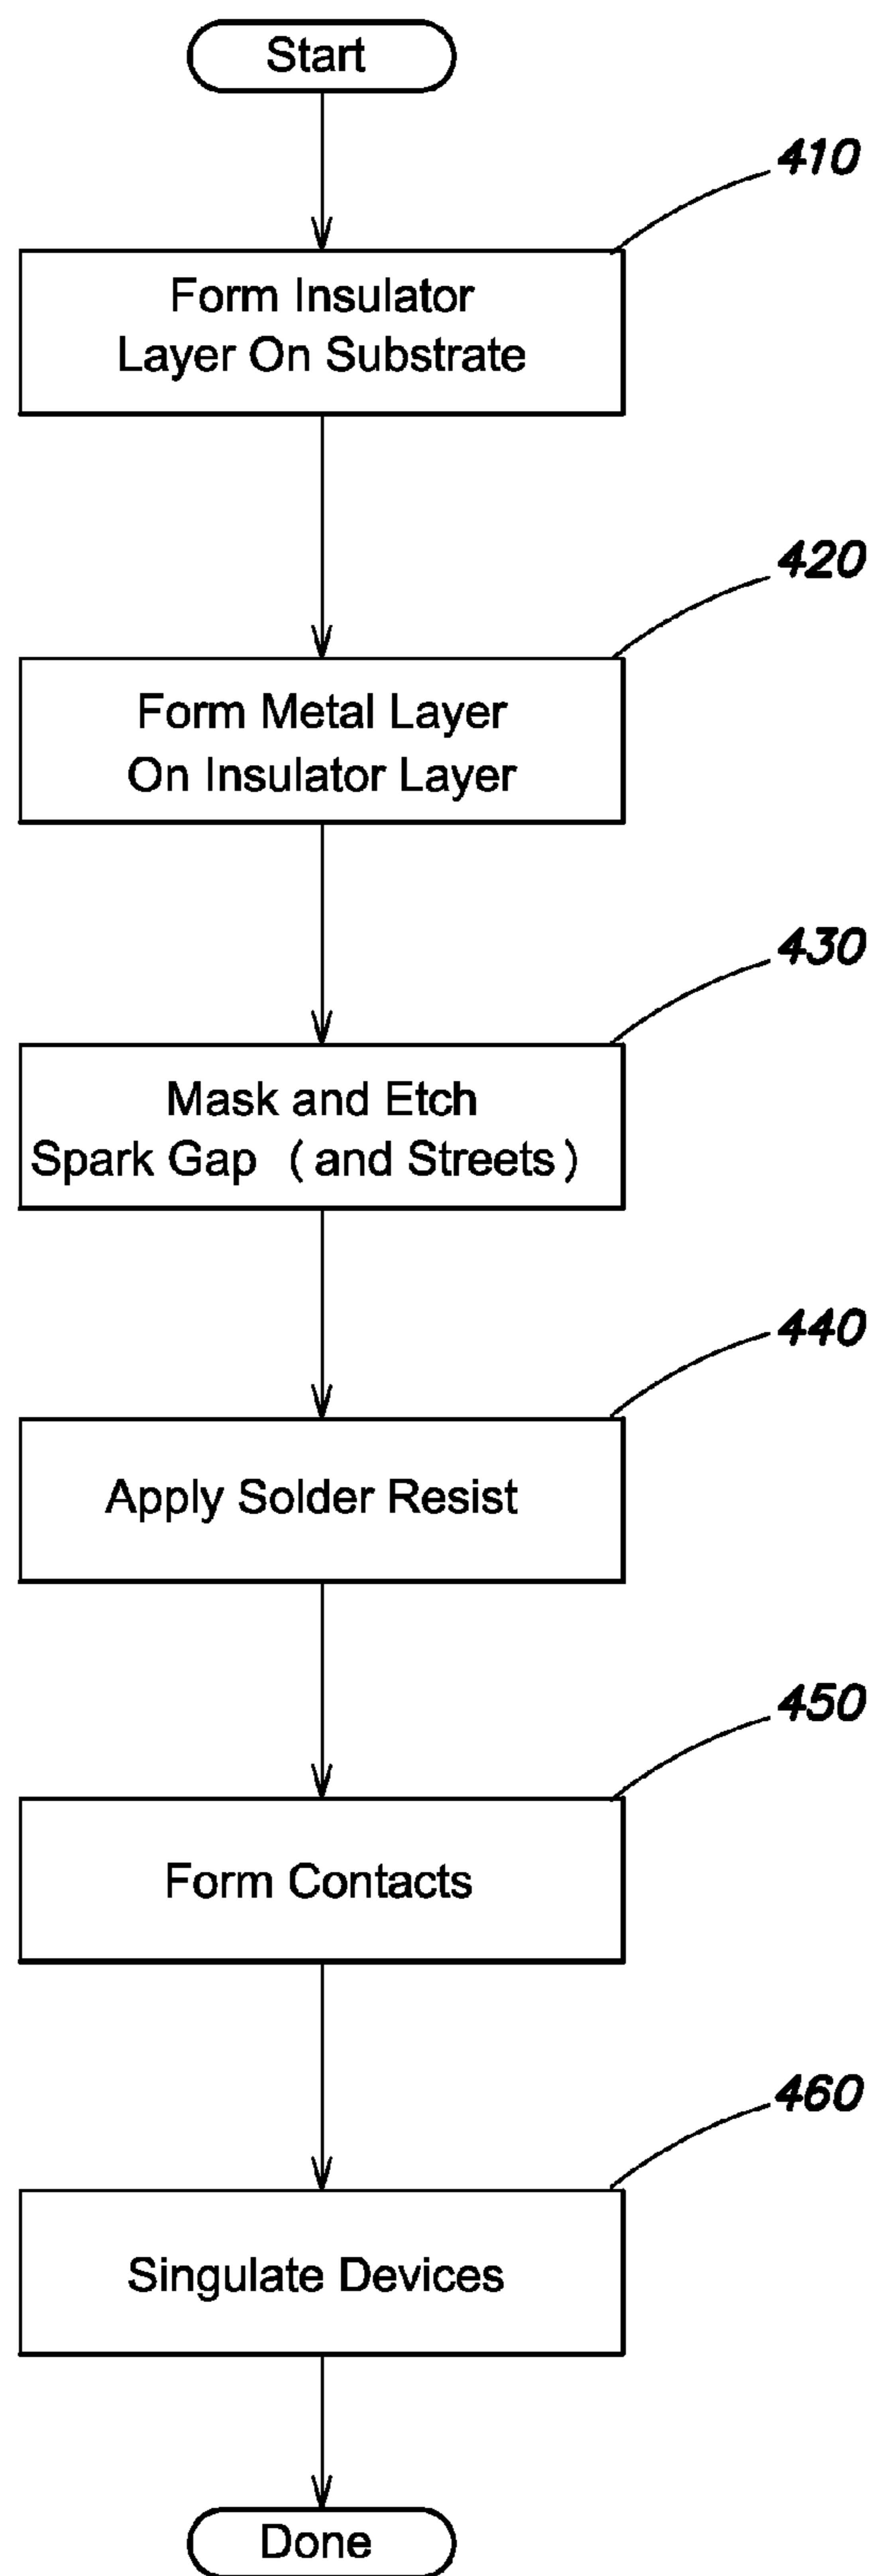 Start
410
Form Insulator
Layer On Substrate
420
Form Metal Layer
On Insulator Layer
430
Mask and Etch
Spark Gap (and Streets)
440
Apply Solder Resist
450
Form Contacts
460
Singulate Devices
Done